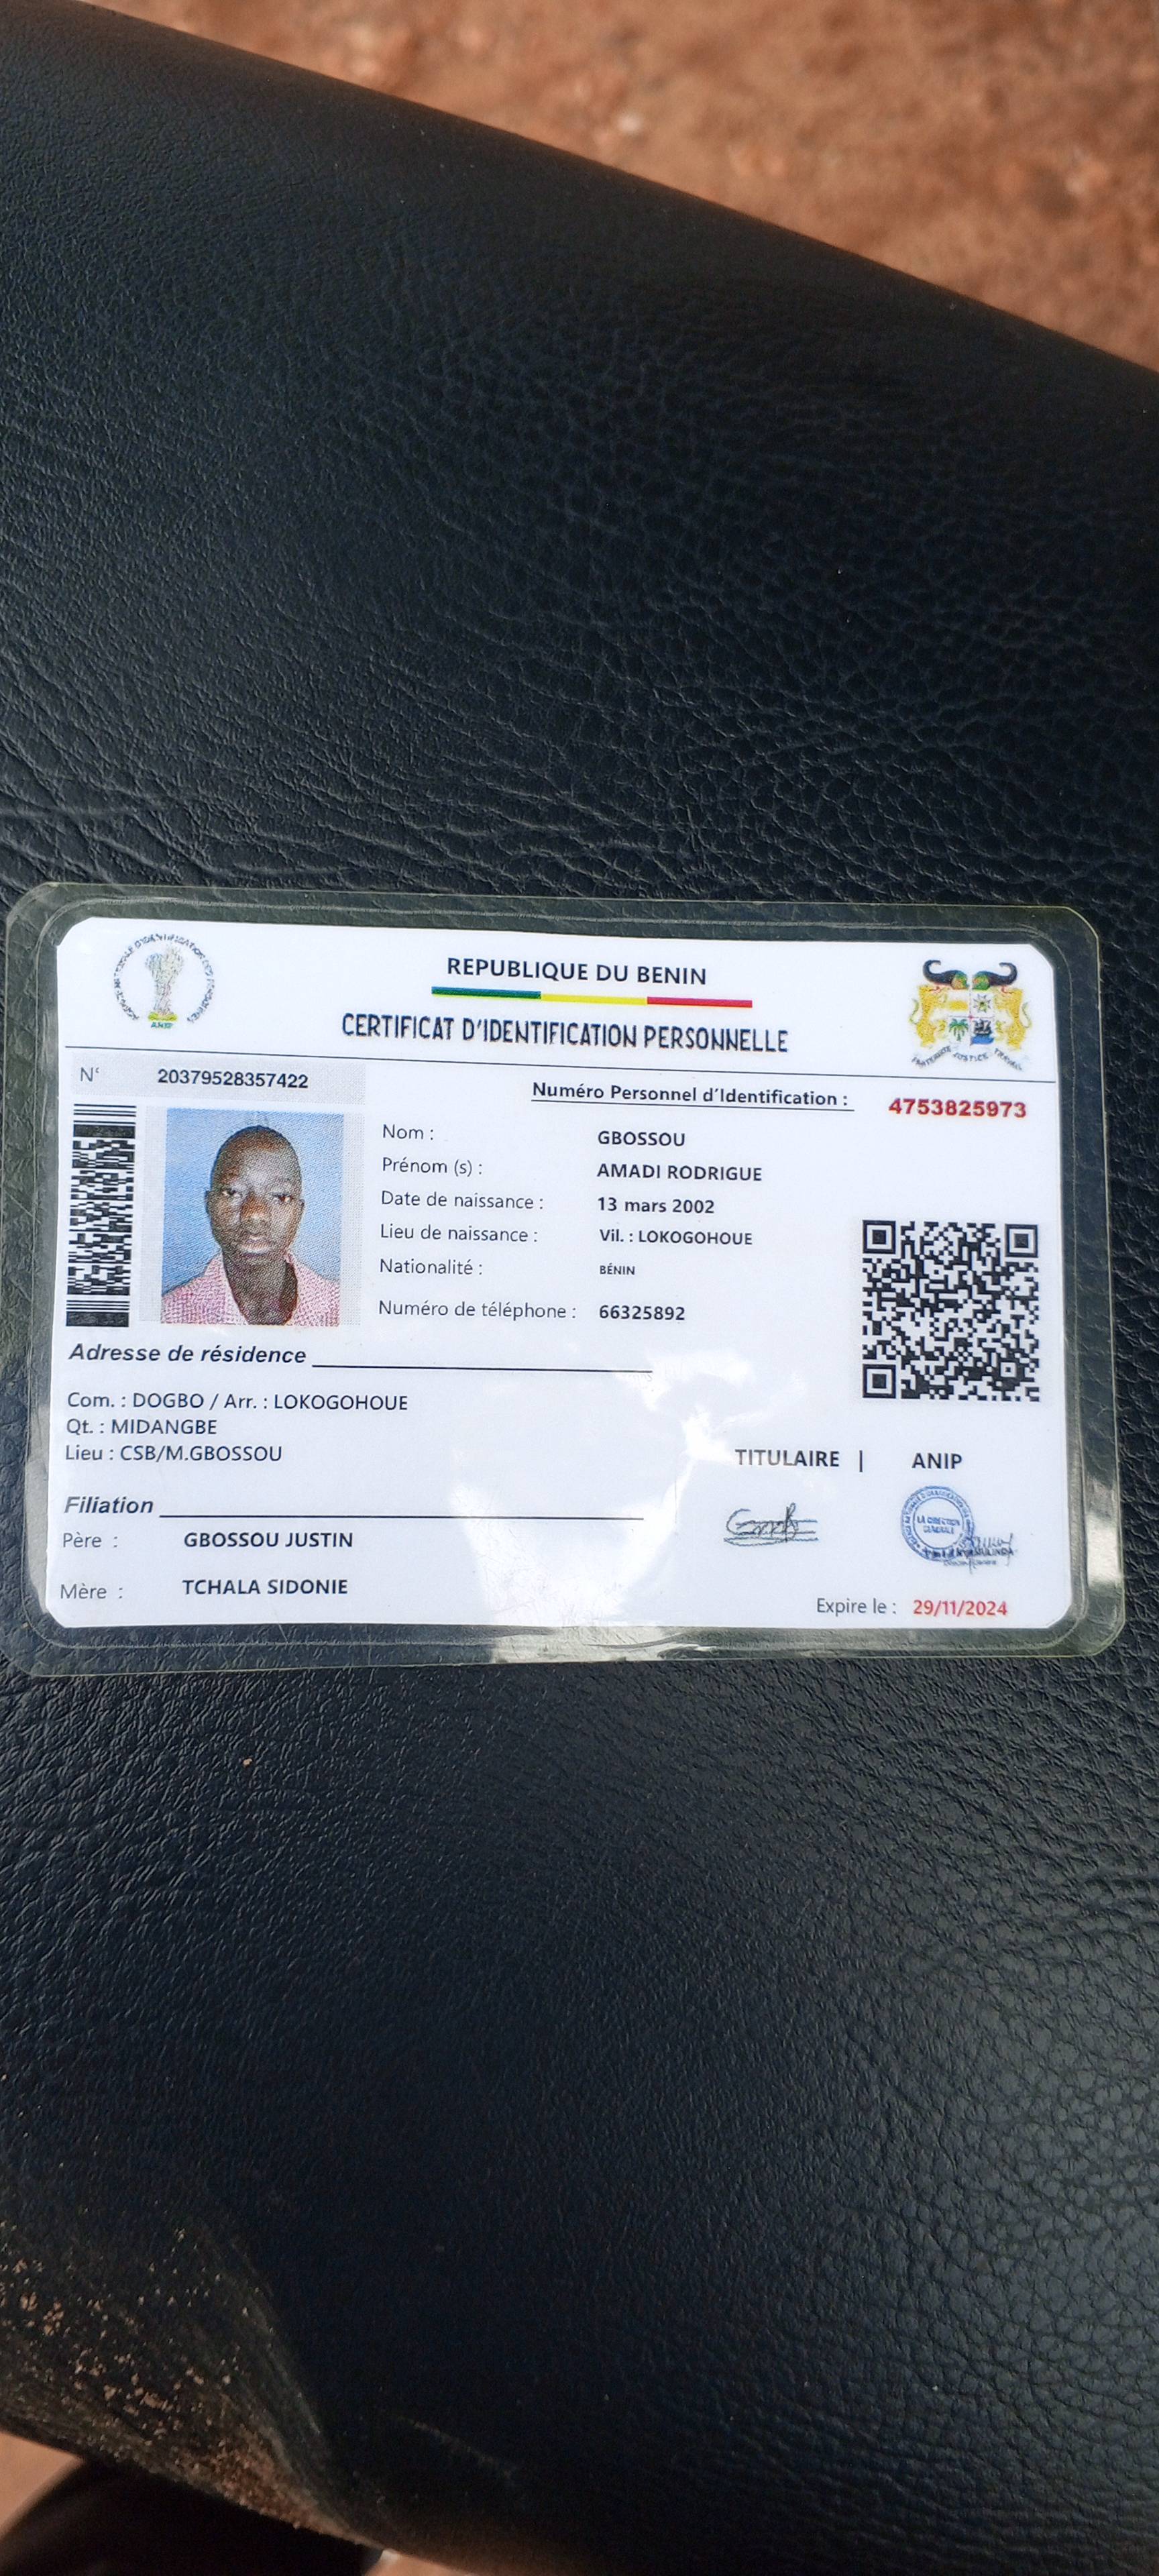 REPUBLIQUE DU BENIN
CERTIFICAT D'IDENTIFICATION PERSONNELLE
ANIP
FRATERNITE JUSTICE TRAVAIL
N° 20379528357422
Numéro Personnel d'Identification : 4753825973
Nom : GBOSSOU
Prénom (s) : AMADI RODRIGUE
Date de naissance : 13 mars 2002
Lieu de naissance : Vil. : LOKOGOHOUE
Nationalité : BÉNIN
Numéro de téléphone : 66325892
Adresse de résidence
Com. : DOGBO / Arr. : LOKOGOHOUE
Qt. : MIDANGBE
Lieu : CSB/M.GBOSSOU
TITULAIRE | ANIP
LA DIRECTION GENERALE
Filiation
Père : GBOSSOU JUSTIN
Mère : TCHALA SIDONIE
Expire le : 29/11/2024